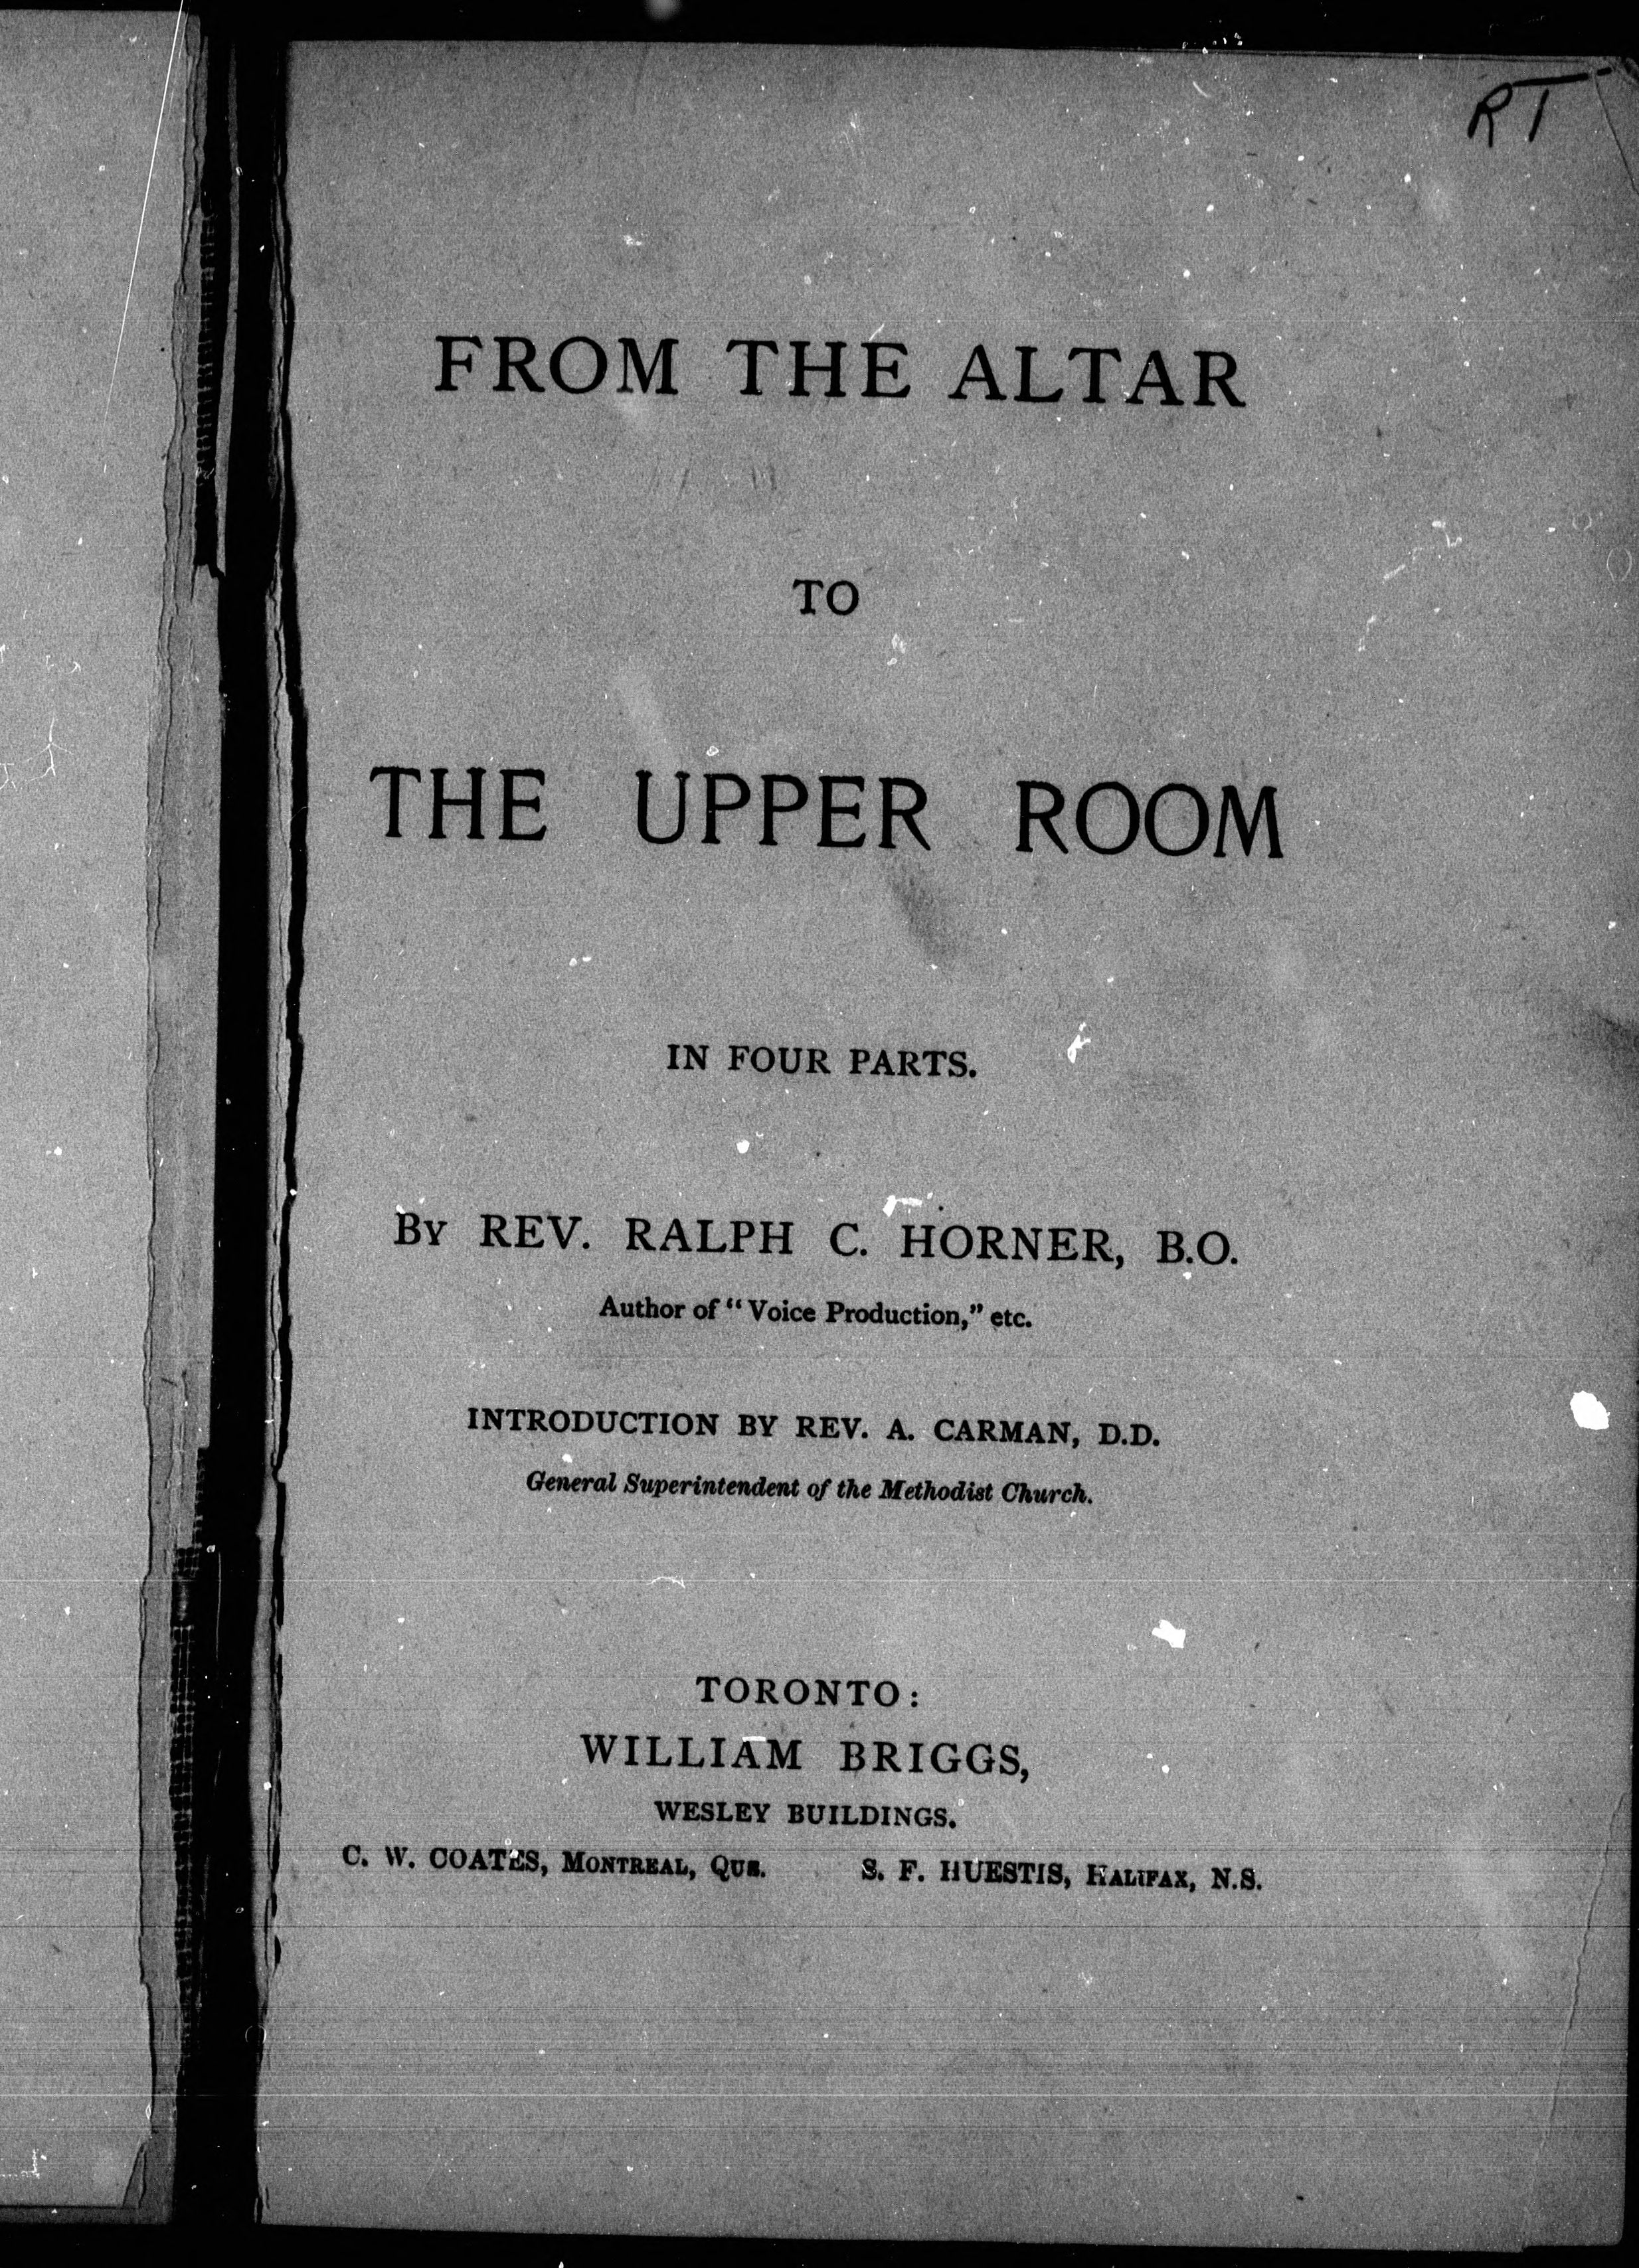 RT
FROM THE ALTAR
TO
THE UPPER ROOM
IN FOUR PARTS.
BY REV. RALPH C. HORNER, B.O.
Author of "Voice Production," etc.
INTRODUCTION BY REV. A. CARMAN, D.D.
General Superintendent of the Methodist Church.
TORONTO:
WILLIAM BRIGGS,
WESLEY BUILDINGS.
C. W. COATES, MONTREAL, QUE. S. F. HUESTIS, HALIFAX, N.S.